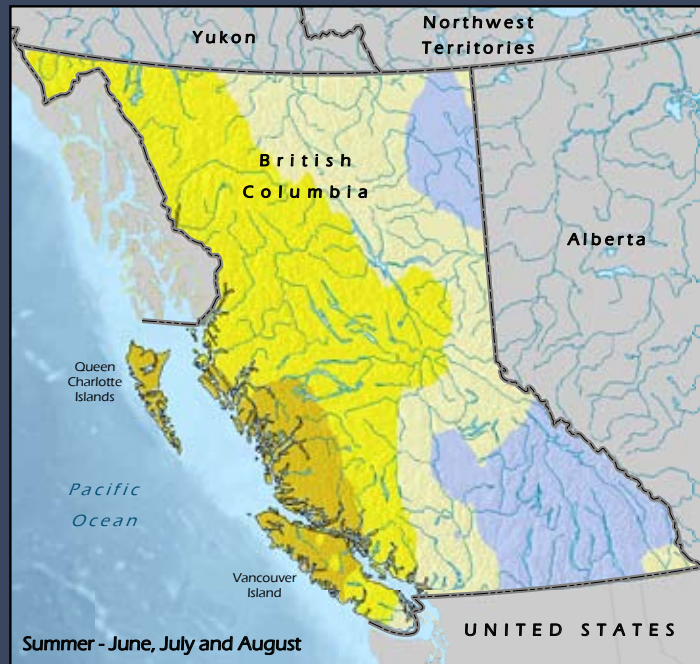 Yukon
Northwest
Territories
British
Columbia
Alberta
Queen
Charlotte
Islands
Pacific
Ocean
Vancouver
Island
Summer - June, July and August
UNITED STATES